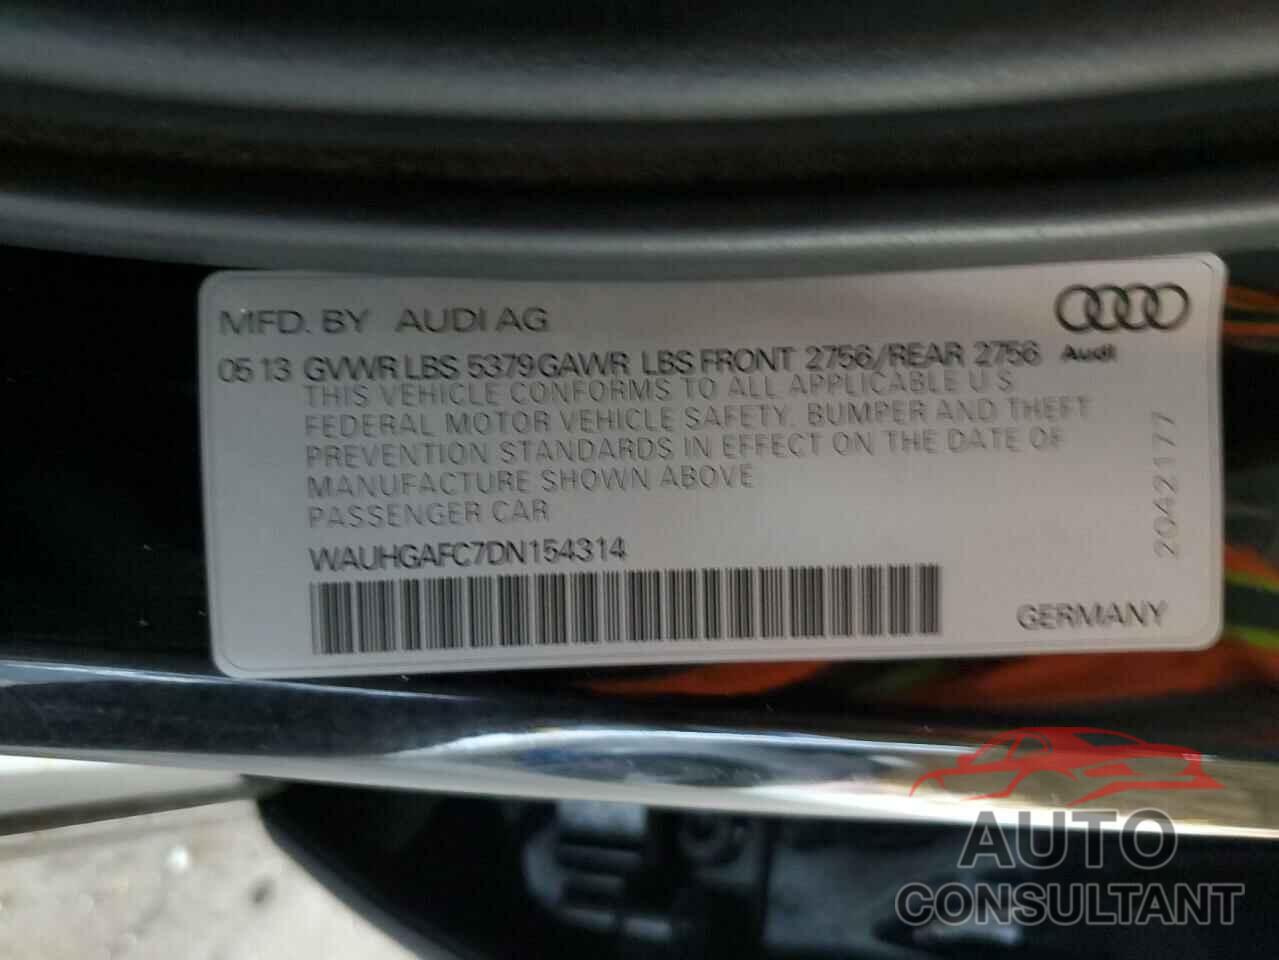 MFD. BY AUDI AG
05 13 GVWR LBS 5379 GAWR LBS FRONT 2756/REAR 2756
Audi
THIS VEHICLE CONFORMS TO ALL APPLICABLE U S
FEDERAL MOTOR VEHICLE SAFETY. BUMPER AND THEFT
PREVENTION STANDARDS IN EFFECT ON THE DATE OF
MANUFACTURE SHOWN ABOVE
PASSENGER CAR
WAUHGAFC7DN154314
2042177
GERMANY
AUTO
CONSULTANT